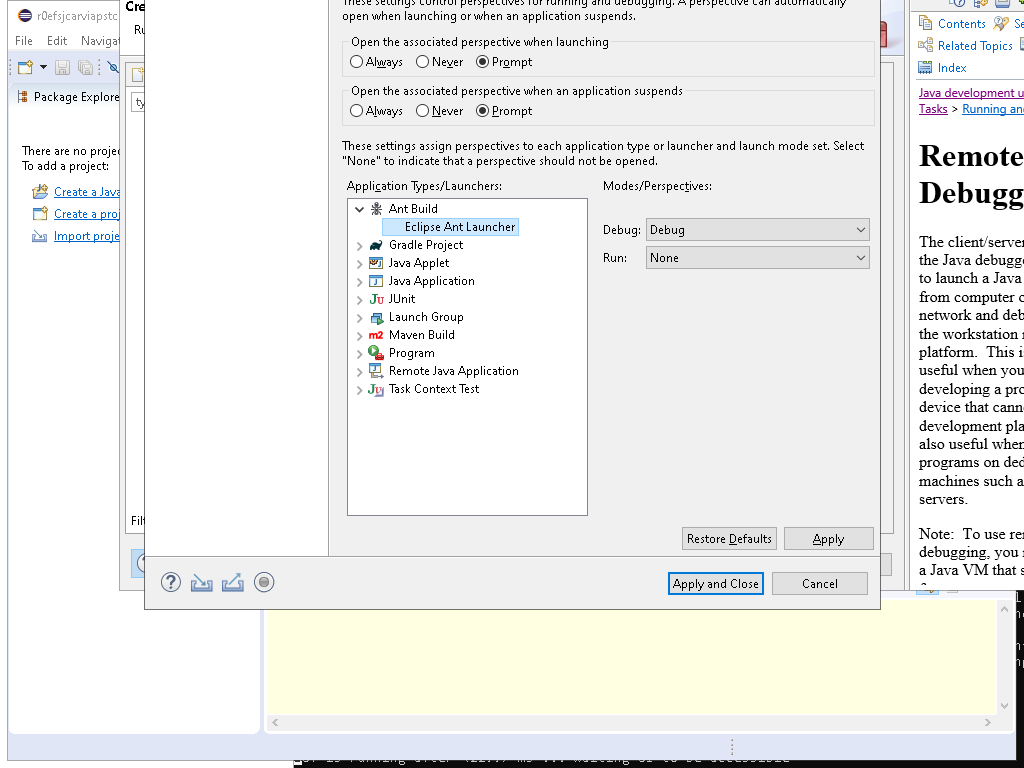 These settings control perspectives for running and debugging. A perspective can automatically
open when launching or when an application suspends.
Open the associated perspective when launching
Always Never Prompt
Open the associated perspective when an application suspends
Always Never Prompt
These settings assign perspectives to each application type or launcher and launch mode set. Select
"None" to indicate that a perspective should not be opened.
Application Types/Launchers:
Ant Build
Eclipse Ant Launcher
Gradle Project
Java Applet
Java Application
JUnit
Launch Group
Maven Build
Program
Remote Java Application
Task Context Test
Modes/Perspectives:
Debug: Debug
Run: None
Restore Defaults
Apply
Apply and Close
Cancel
r0efsjcarviapstc
File Edit Navigat
Package Explore
There are no projec
To add a project:
Create a Java
Create a proj
Import proje
Cre
Ru
ty
Filt
Contents
Se
Related Topics
Index
Java development u
Tasks > Running and
Remote
Debugg
The client/server
the Java debugge
to launch a Java
from computer o
network and deb
the workstation r
platform. This is
useful when you
developing a pro
device that canno
development pla
also useful when
programs on ded
machines such a
servers.
Note: To use rem
debugging, you m
a Java VM that s